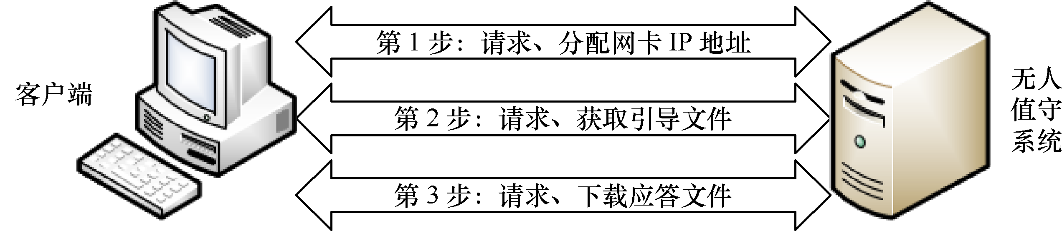 第1步：请求、分配网卡IP地址
客户端
第2步：请求、获取引导文件
无人
值守
系统
第3步：请求、下载应答文件